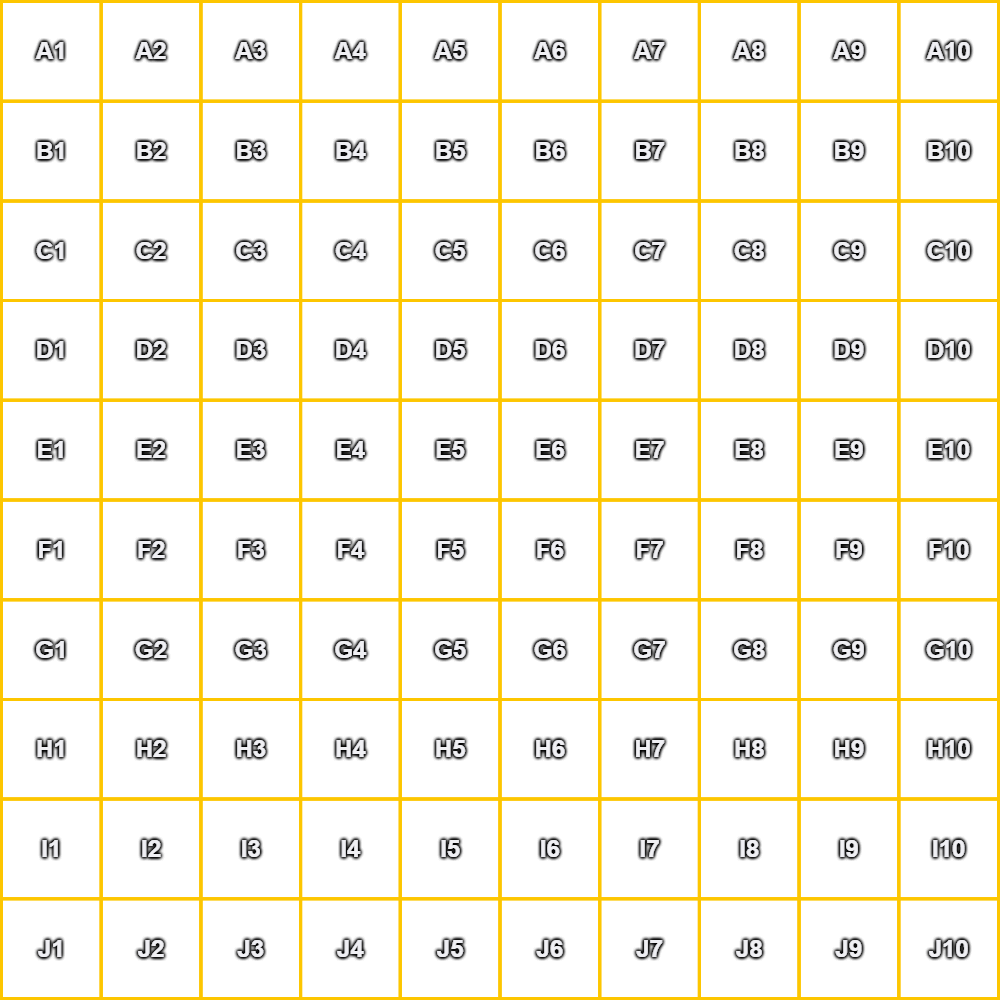 A1 A2 A3 A4 A5 A6 A7 A8 A9 A10
B1 B2 B3 B4 B5 B6 B7 B8 B9 B10
C1 C2 C3 C4 C5 C6 C7 C8 C9 C10
D1 D2 D3 D4 D5 D6 D7 D8 D9 D10
E1 E2 E3 E4 E5 E6 E7 E8 E9 E10
F1 F2 F3 F4 F5 F6 F7 F8 F9 F10
G1 G2 G3 G4 G5 G6 G7 G8 G9 G10
H1 H2 H3 H4 H5 H6 H7 H8 H9 H10
I1 I2 I3 I4 I5 I6 I7 I8 I9 I10
J1 J2 J3 J4 J5 J6 J7 J8 J9 J10